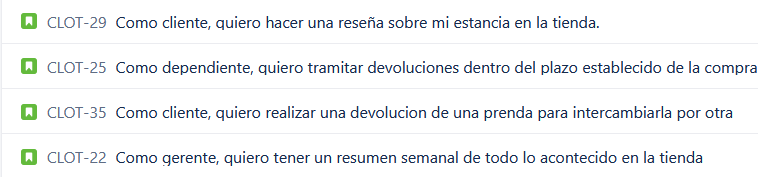 CLOT-29 Como cliente, quiero hacer una reseña sobre mi estancia en la tienda.
CLOT-25 Como dependiente, quiero tramitar devoluciones dentro del plazo establecido de la compra
CLOT-35 Como cliente, quiero realizar una devolucion de una prenda para intercambiarla por otra
CLOT-22 Como gerente, quiero tener un resumen semanal de todo lo acontecido en la tienda